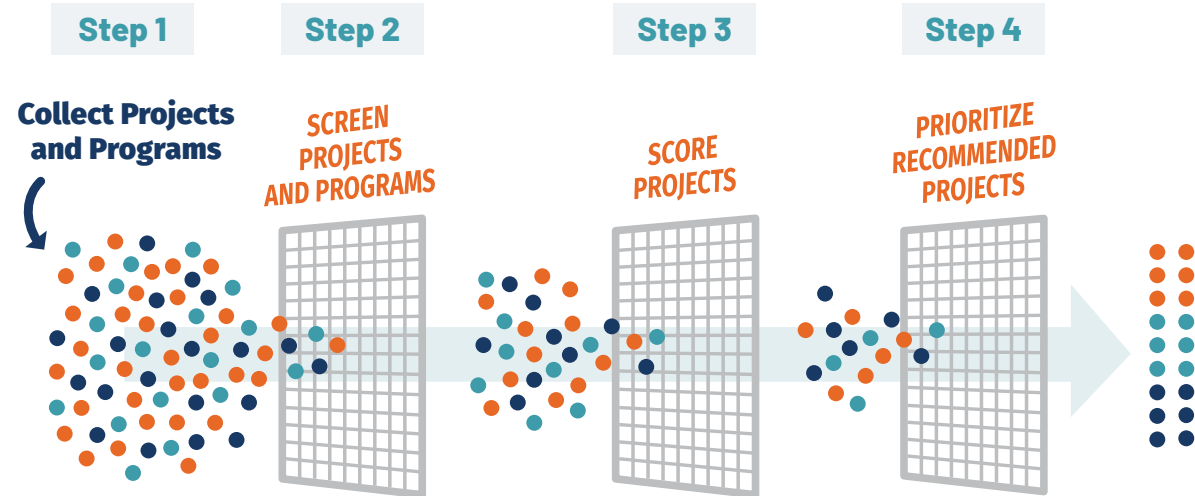 Step 1
Step 2
Step 3
Step 4
Collect Projects
and Programs
SCREEN
PROJECTS
AND PROGRAMS
SCORE
PROJECTS
PRIORITIZE
RECOMMENDED
PROJECTS